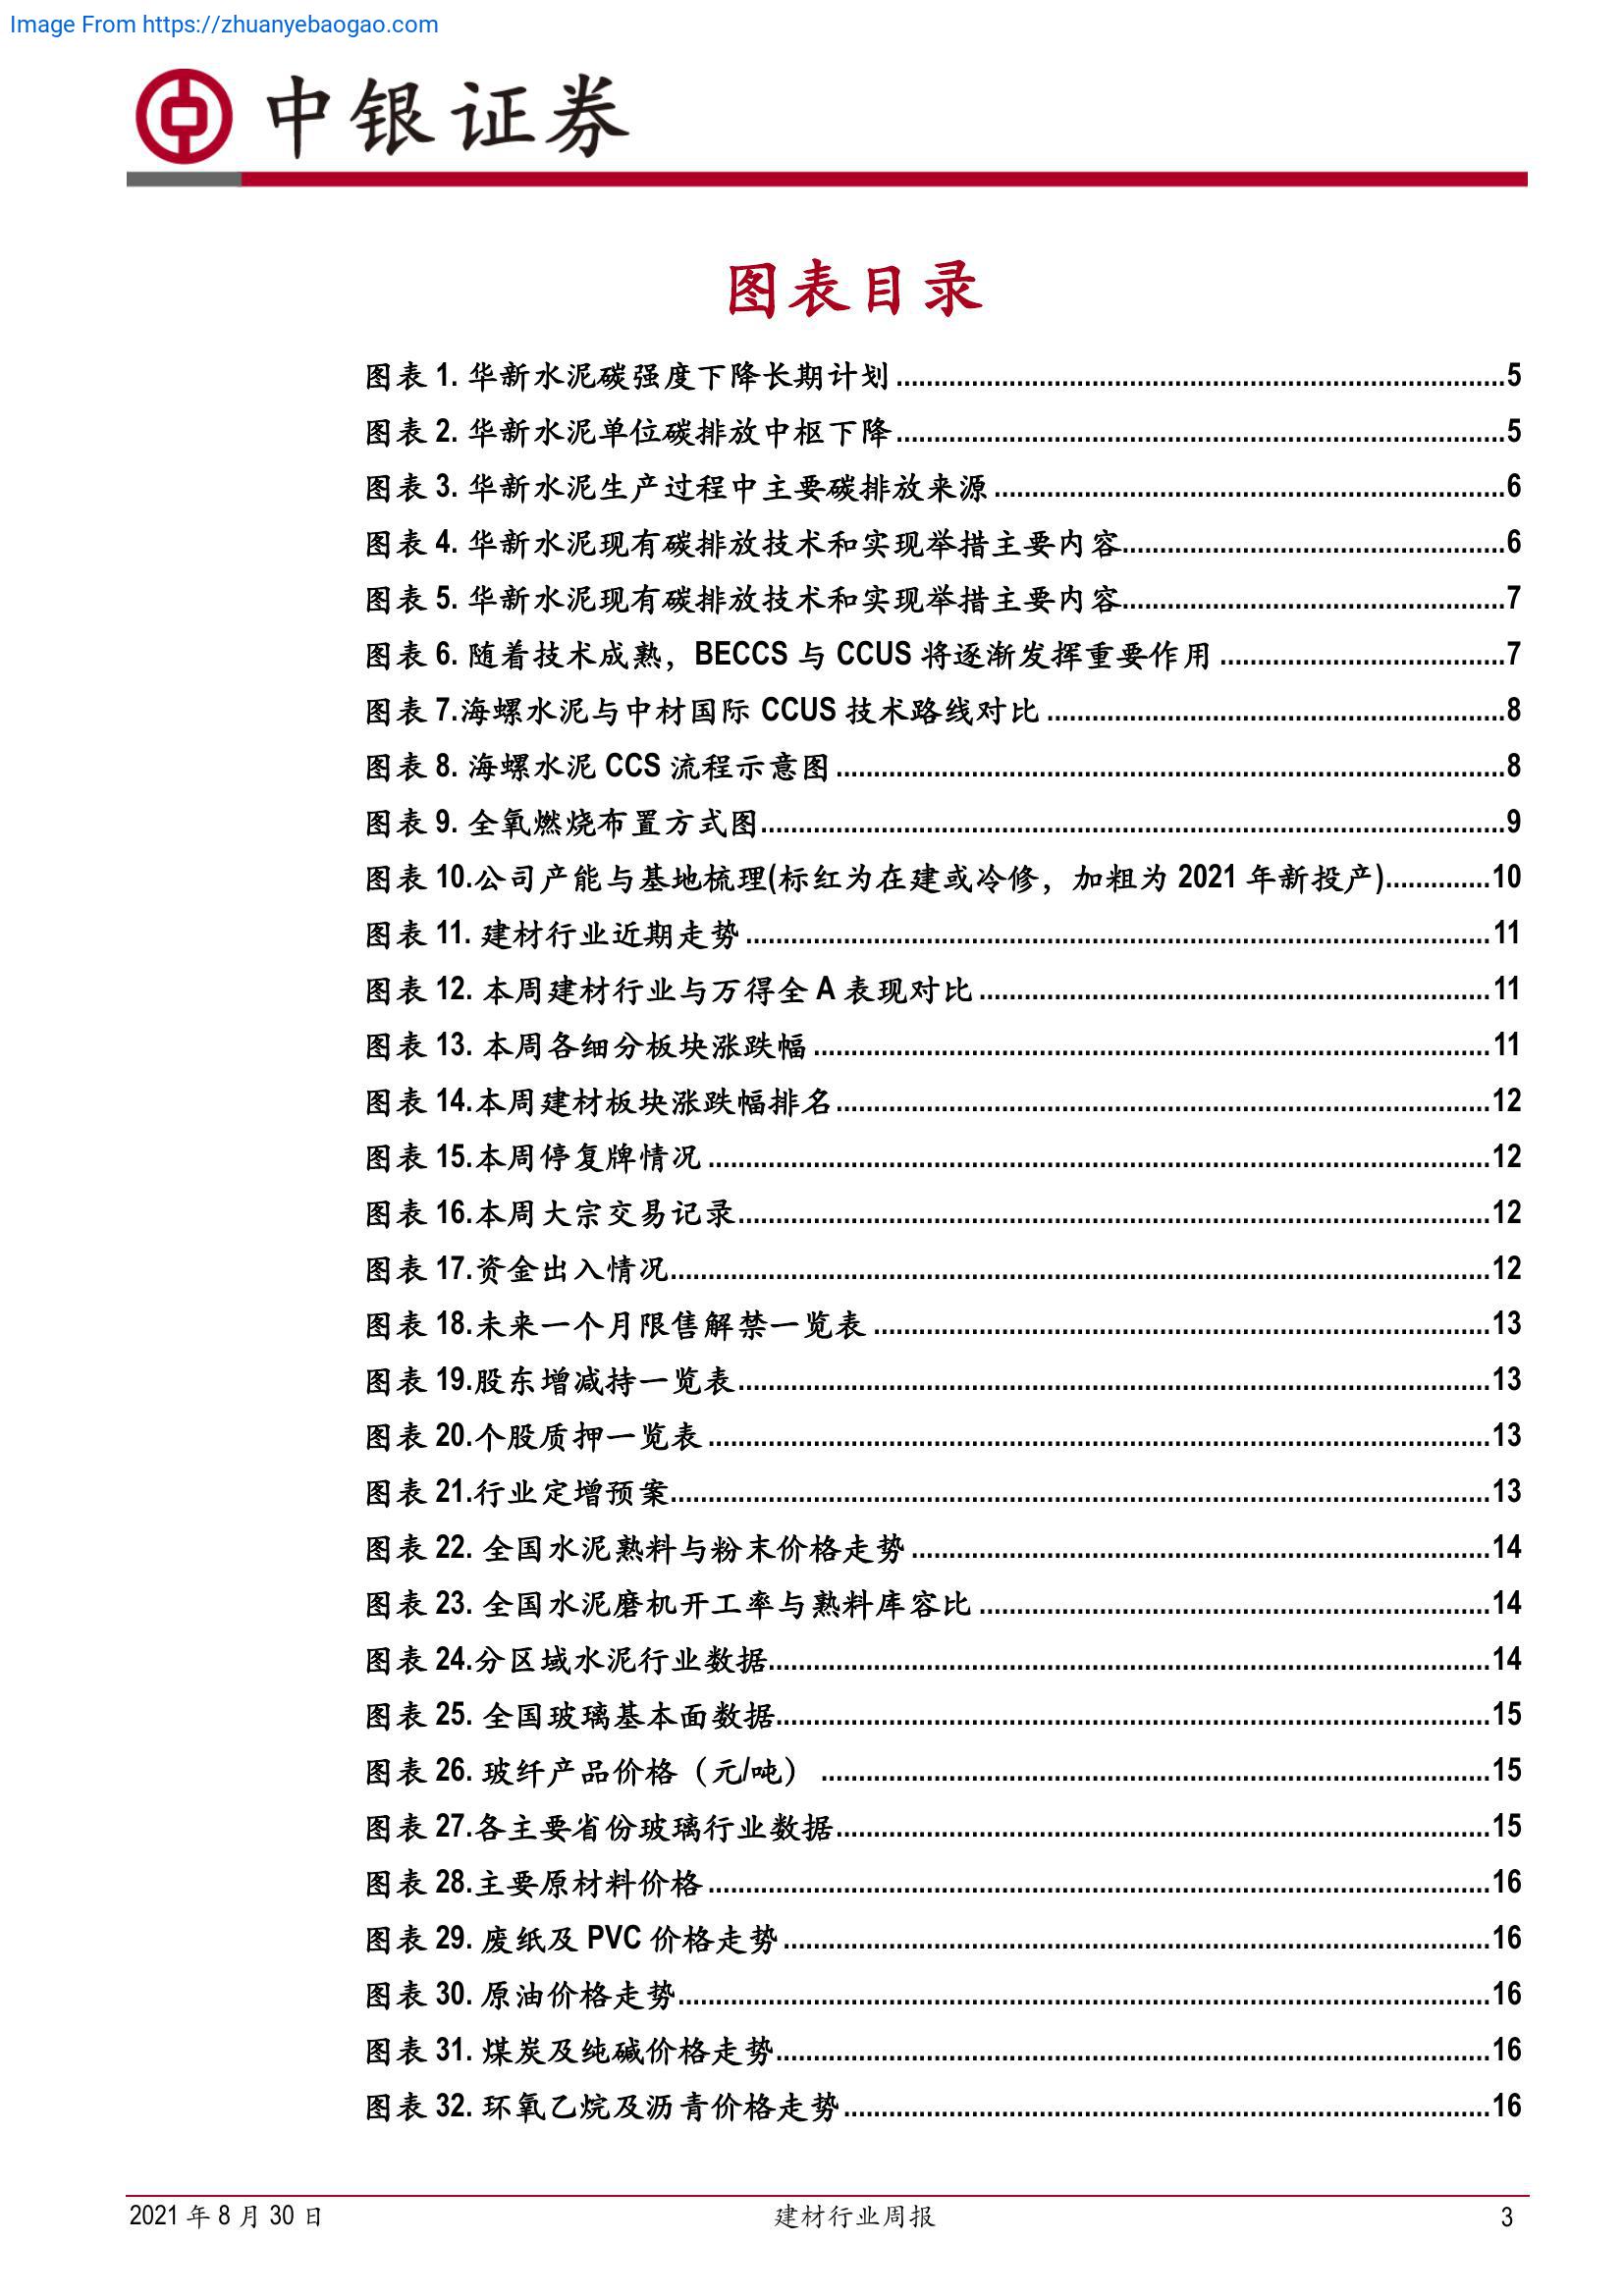 Image From https://zhuanyebaogao.com
中银证券
图表目录
图表 1. 华新水泥碳强度下降长期计划................................................................................5
图表 2. 华新水泥单位碳排放中枢下降................................................................................5
图表 3. 华新水泥生产过程中主要碳排放来源....................................................................6
图表 4. 华新水泥现有碳排放技术和实现举措主要内容...................................................6
图表 5. 华新水泥现有碳排放技术和实现举措主要内容...................................................7
图表 6. 随着技术成熟，BECCS 与 CCUS 将逐渐发挥重要作用......................................7
图表 7.海螺水泥与中材国际 CCUS 技术路线对比.............................................................8
图表 8. 海螺水泥 CCS 流程示意图.........................................................................................8
图表 9. 全氧燃烧布置方式图...................................................................................................9
图表 10.公司产能与基地梳理(标红为在建或冷修，加粗为 2021 年新投产)..............10
图表 11. 建材行业近期走势...................................................................................................11
图表 12. 本周建材行业与万得全 A 表现对比....................................................................11
图表 13. 本周各细分板块涨跌幅..........................................................................................11
图表 14.本周建材板块涨跌幅排名.......................................................................................12
图表 15.本周停复牌情况........................................................................................................12
图表 16.本周大宗交易记录....................................................................................................12
图表 17.资金出入情况.............................................................................................................12
图表 18.未来一个月限售解禁一览表..................................................................................13
图表 19.股东增减持一览表....................................................................................................13
图表 20.个股质押一览表........................................................................................................13
图表 21.行业定增预案.............................................................................................................13
图表 22. 全国水泥熟料与粉末价格走势.............................................................................14
图表 23. 全国水泥磨机开工率与熟料库容比....................................................................14
图表 24.分区域水泥行业数据................................................................................................14
图表 25. 全国玻璃基本面数据...............................................................................................15
图表 26. 玻纤产品价格（元/吨）.........................................................................................15
图表 27.各主要省份玻璃行业数据.......................................................................................15
图表 28.主要原材料价格........................................................................................................16
图表 29. 废纸及 PVC 价格走势..............................................................................................16
图表 30. 原油价格走势............................................................................................................16
图表 31. 煤炭及纯碱价格走势...............................................................................................16
图表 32. 环氧乙烷及沥青价格走势......................................................................................16
2021 年 8 月 30 日
建材行业周报
3